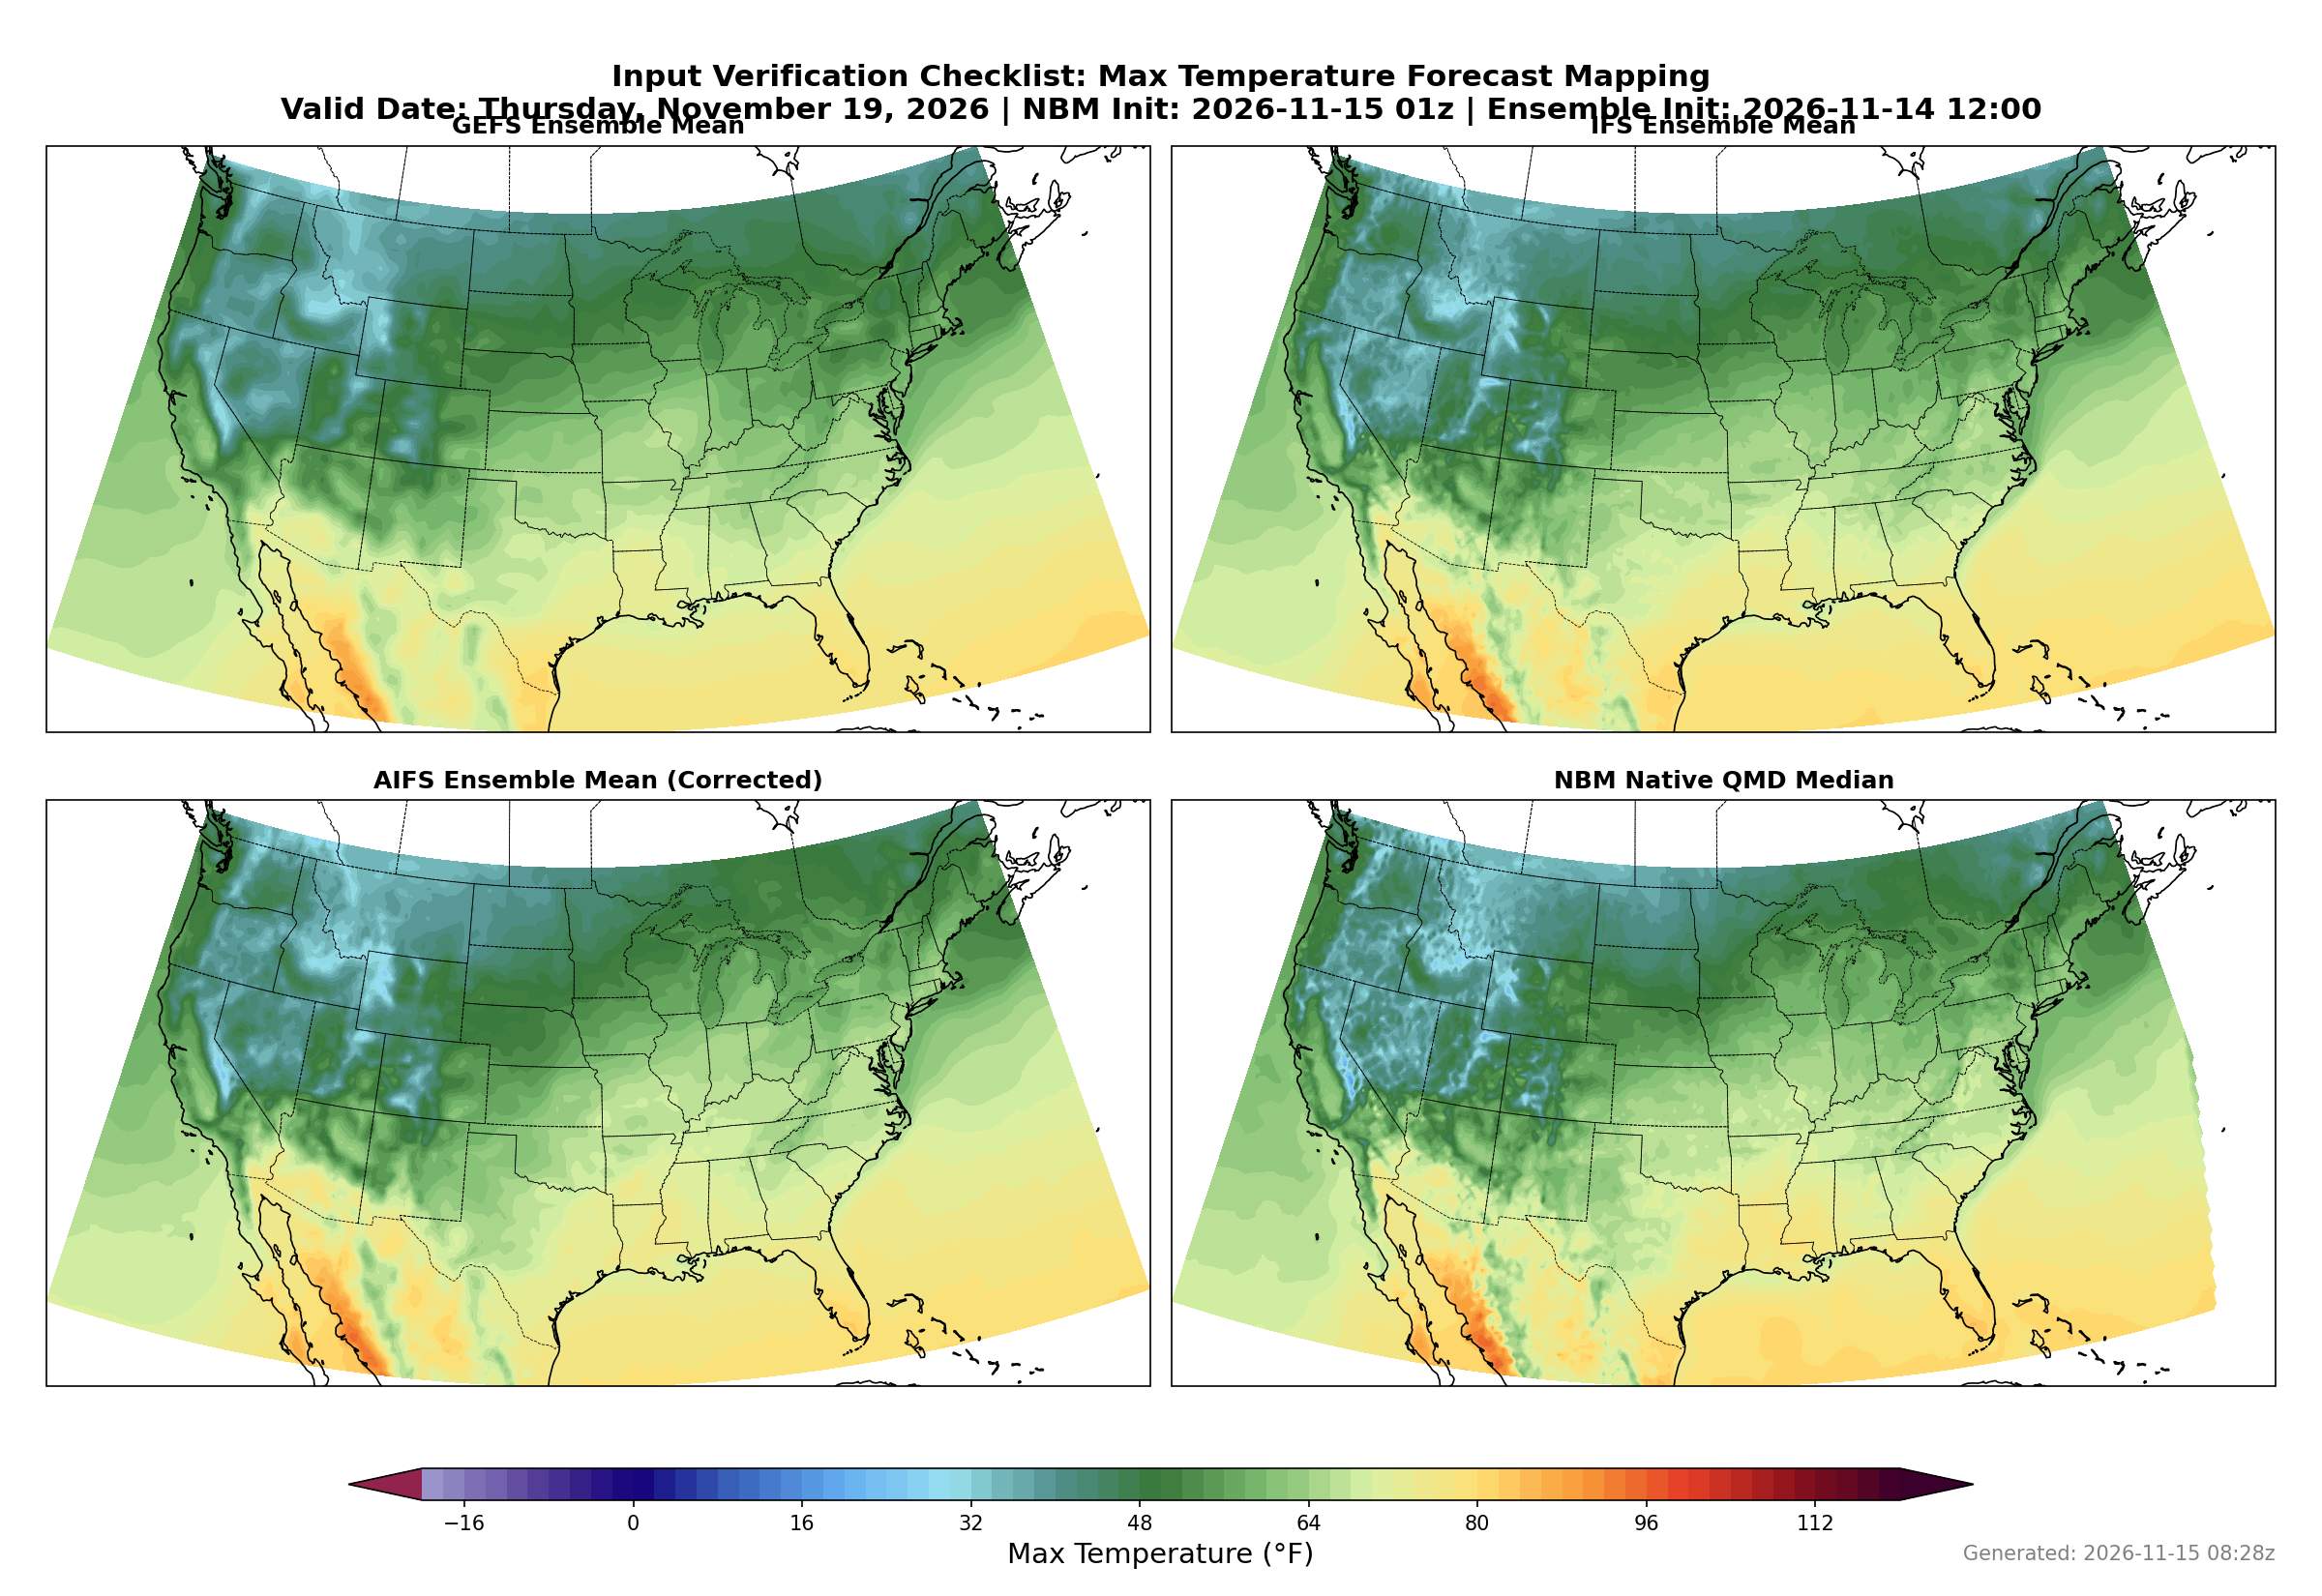 Input Verification Checklist: Max Temperature Forecast Mapping
Valid Date: Thursday, November 19, 2026 | NBM Init: 2026-11-15 01z | Ensemble Init: 2026-11-14 12:00
GEFS Ensemble Mean
IFS Ensemble Mean
AIFS Ensemble Mean (Corrected)
NBM Native QMD Median
−16 0 16 32 48 64 80 96 112
Max Temperature (°F)
Generated: 2026-11-15 08:28z